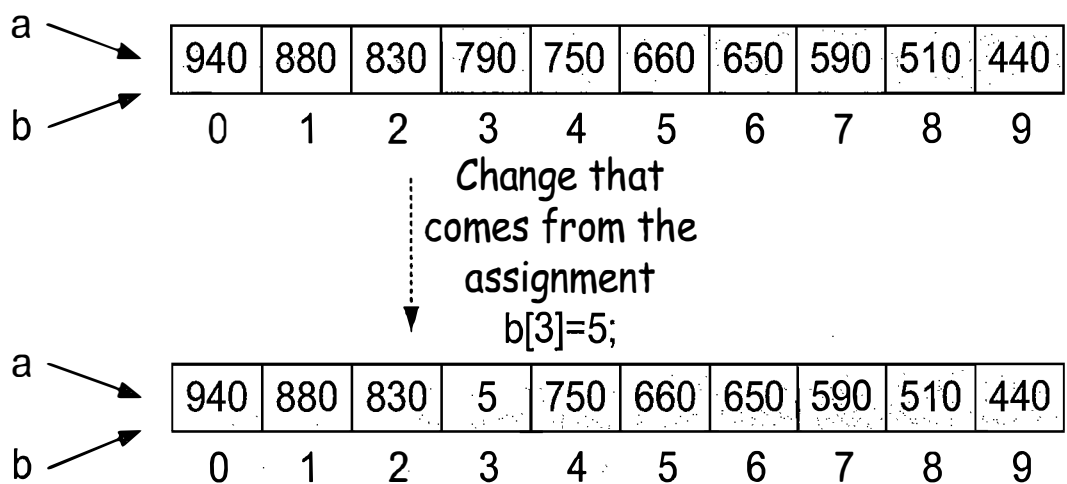 a
940 880 830 790 750 660 650 590 510 440
b
0 1 2 3 4 5 6 7 8 9
Change that
comes from the
assignment
b[3]=5;
a
940 880 830 5 750 660 650 590 510 440
b
0 1 2 3 4 5 6 7 8 9